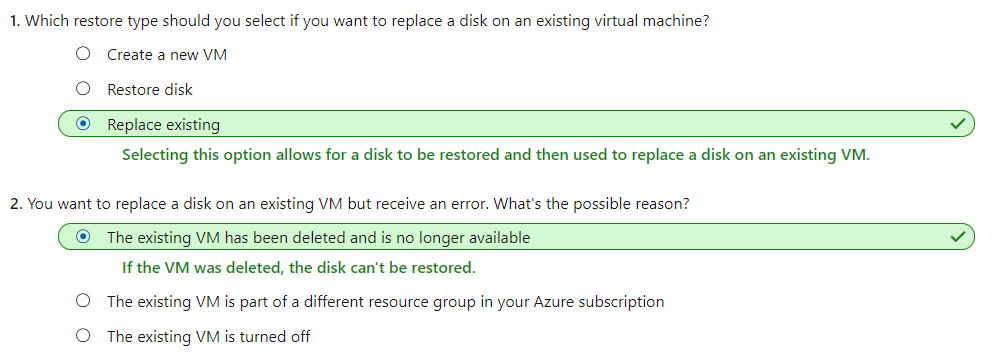 1. Which restore type should you select if you want to replace a disk on an existing virtual machine?
Create a new VM
Restore disk
Replace existing
Selecting this option allows for a disk to be restored and then used to replace a disk on an existing VM.
2. You want to replace a disk on an existing VM but receive an error. What's the possible reason?
The existing VM has been deleted and is no longer available
If the VM was deleted, the disk can't be restored.
The existing VM is part of a different resource group in your Azure subscription
The existing VM is turned off